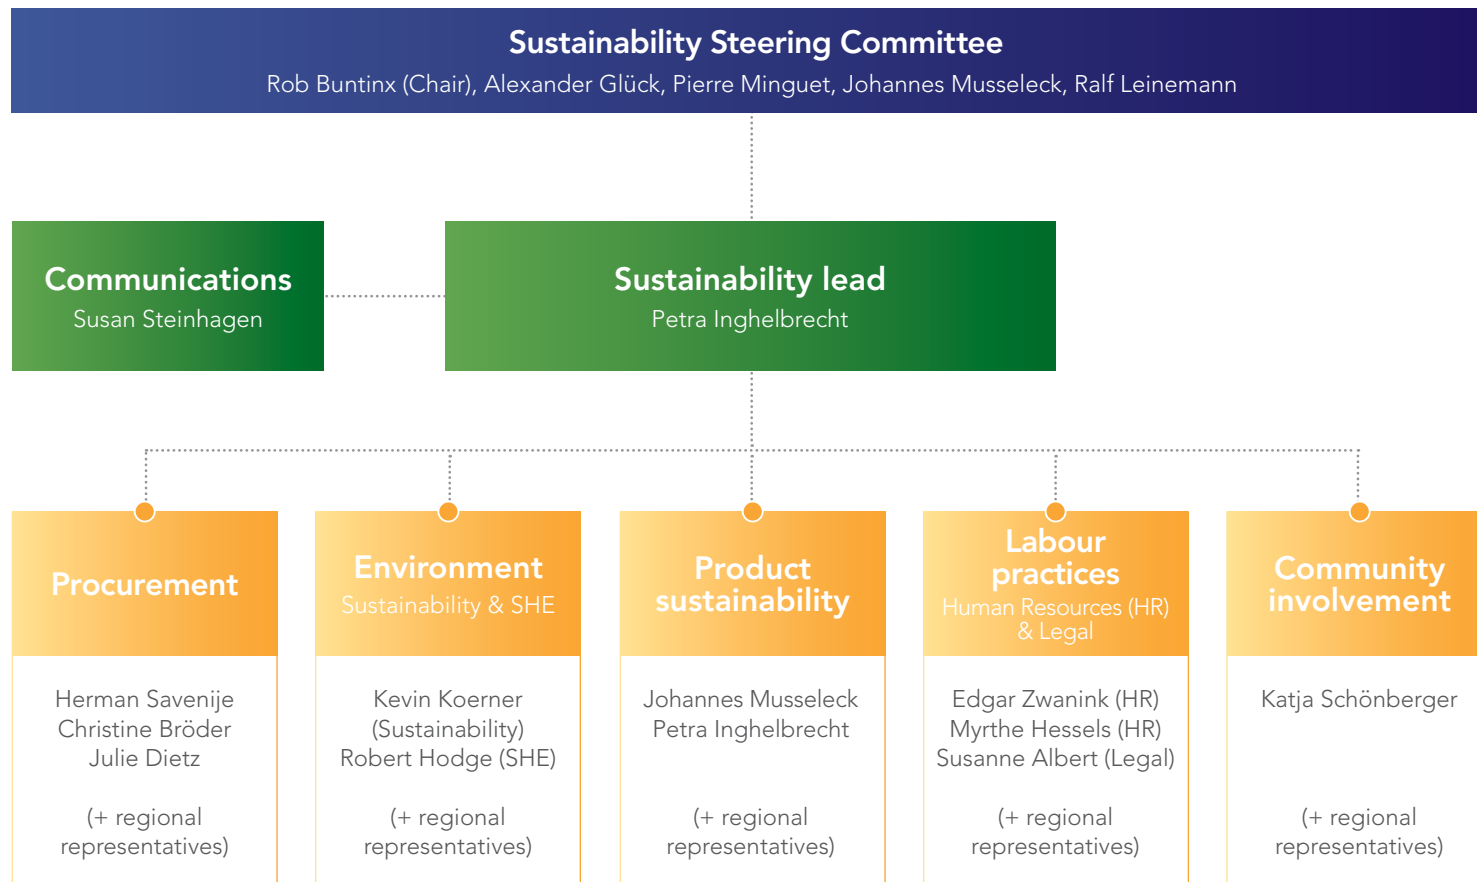 Sustainability Steering Committee
Rob Buntinx (Chair), Alexander Glück, Pierre Minguet, Johannes Musseleck, Ralf Leinemann
Communications
Susan Steinhagen
Sustainability lead
Petra Inghelbrecht
Procurement
Herman Savenije
Christine Bröder
Julie Dietz
(+ regional
representatives)
Environment
Sustainability & SHE
Kevin Koerner
(Sustainability)
Robert Hodge (SHE)
(+ regional
representatives)
Product
sustainability
Johannes Musseleck
Petra Inghelbrecht
(+ regional
representatives)
Labour
practices
Human Resources (HR)
& Legal
Edgar Zwanink (HR)
Myrthe Hessels (HR)
Susanne Albert (Legal)
(+ regional
representatives)
Community
involvement
Katja Schönberger
(+ regional
representatives)